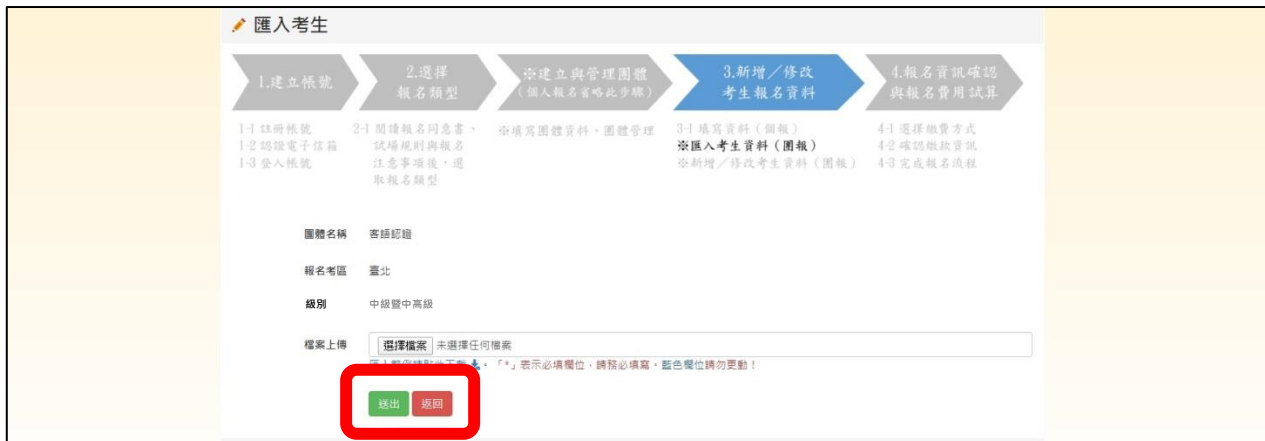 匯入考生
1.建立帳號
2.選擇
報名類型
※建立與管理團體
(個人報名省略此步驟)
3.新增／修改
考生報名資料
4.報名資訊確認
與報名費用試算
1-1 註冊帳號
1-2 認證電子信箱
1-3 登入帳號
2-1 閱讀報名同意書、
試場規則與報名
注意事項後，選
取報名類型
※填寫團體資料、團體管理
3-1 填寫資料（個報）
※匯入考生資料（團報）
※新增／修改考生資料（團報）
4-1 選擇繳費方式
4-2 確認繳款資訊
4-3 完成報名流程
團體名稱 客語認證
報名考區 臺北
級別 中級暨中高級
檔案上傳 選擇檔案 未選擇任何檔案
。「*」表示必填欄位，請務必填寫。藍色欄位請勿更動！
送出 返回